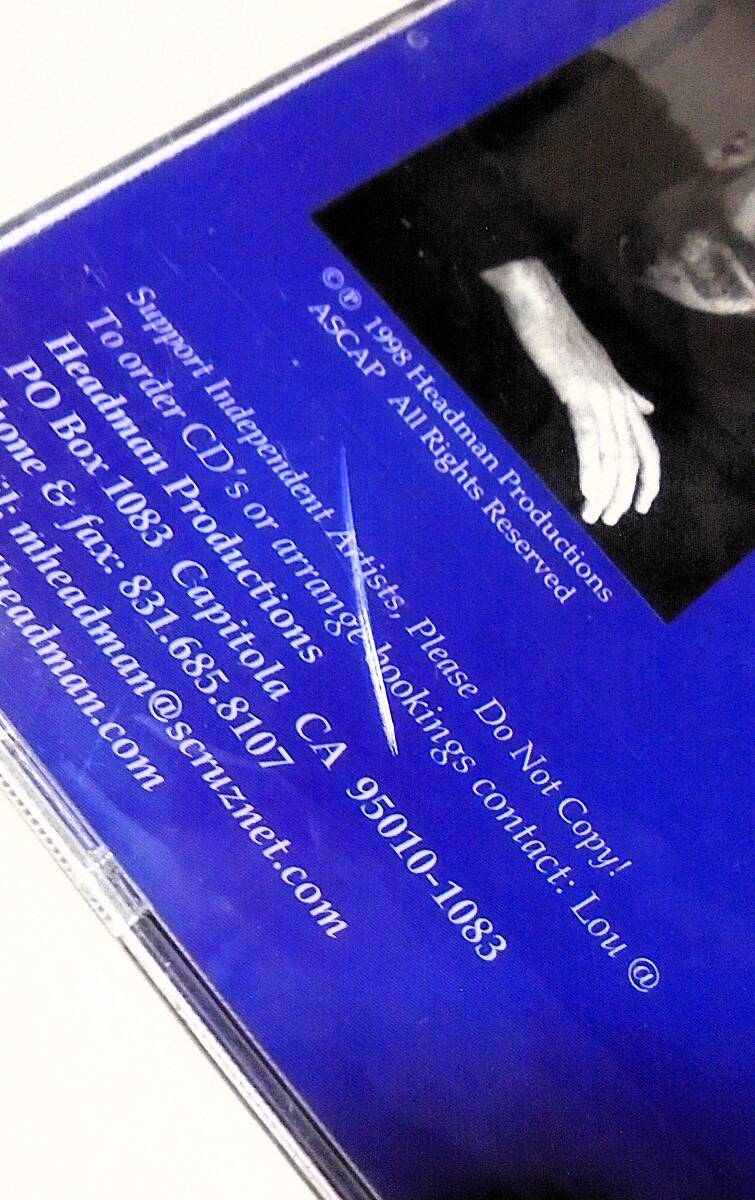 ©℗ 1998 Headman Productions
ASCAP All Rights Reserved
Support Independent Artists, Please Do Not Copy!
To order CD's or arrange bookings contact: Lou @
Headman Productions
PO Box 1083 Capitola CA 95010-1083
& fax: 831.685.8107
mheadman@scruznet.com
headman.com